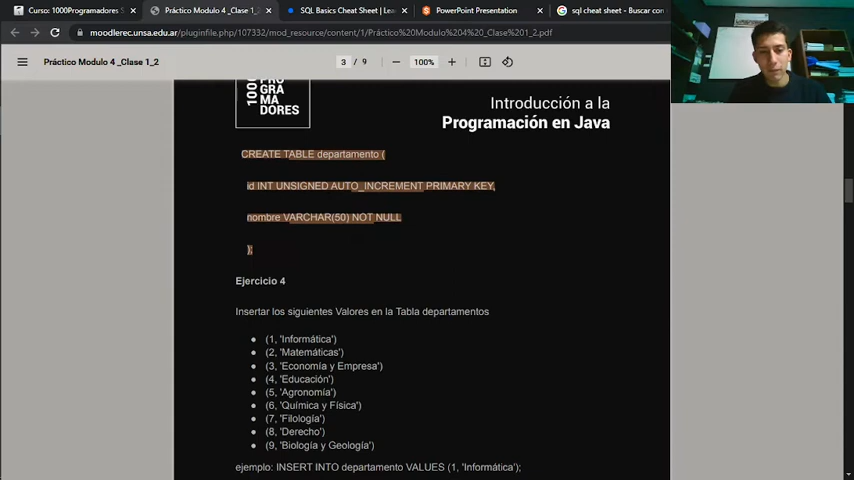 Curso: 1000Programadores S
Práctico Modulo 4 _Clase 1_2
SQL Basics Cheat Sheet | Lea
PowerPoint Presentation
sql cheat sheet - Buscar con
moodlerec.unsa.edu.ar/pluginfile.php/107332/mod_resource/content/1/Práctico%20Modulo%204%20_Clase%201_2.pdf
Práctico Modulo 4 _Clase 1_2
3 / 9
100%
1000
PRO
GRA
MA
DORES
Introducción a la
Programación en Java
CREATE TABLE departamento (
id INT UNSIGNED AUTO_INCREMENT PRIMARY KEY,
nombre VARCHAR(50) NOT NULL
);
Ejercicio 4
Insertar los siguientes Valores en la Tabla departamentos
● (1, 'Informática')
● (2, 'Matemáticas')
● (3, 'Economía y Empresa')
● (4, 'Educación')
● (5, 'Agronomía')
● (6, 'Química y Física')
● (7, 'Filología')
● (8, 'Derecho')
● (9, 'Biología y Geología')
ejemplo: INSERT INTO departamento VALUES (1, 'Informática');